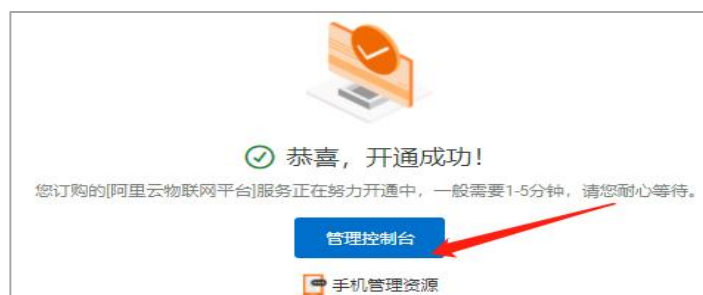 恭喜，开通成功！
您订购的[阿里云物联网平台]服务正在努力开通中，一般需要1-5分钟，请您耐心等待。
管理控制台
手机管理资源